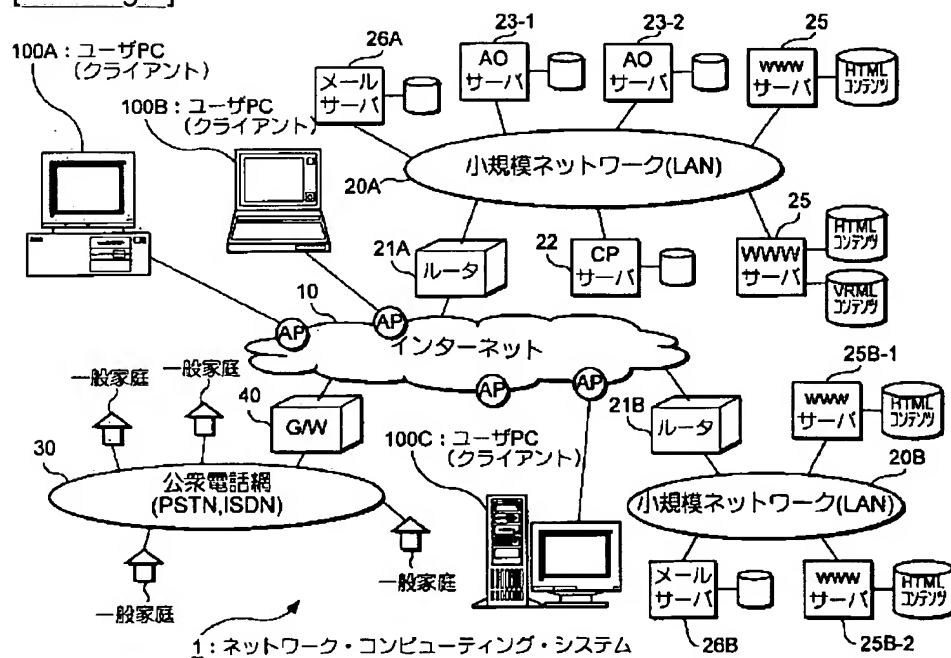 23-1
23-2
25
26A
100A：ユーザPC
（クライアント）
メール
サーバ
AO
サーバ
AO
サーバ
WWW
サーバ
HTML
コンテンツ
100B：ユーザPC
（クライアント）
小規模ネットワーク(LAN)
20A
25
21A
ルータ
22
CP
サーバ
WWW
サーバ
HTML
コンテンツ
VRML
コンテンツ
10
AP
AP
インターネット
一般家庭
一般家庭
AP
AP
25B-1
40
G/W
21B
ルータ
WWW
サーバ
HTML
コンテンツ
30
100C：ユーザPC
（クライアント）
20B
公衆電話網
(PSTN,ISDN)
小規模ネットワーク(LAN)
一般家庭
一般家庭
メール
サーバ
WWW
サーバ
HTML
コンテンツ
1：ネットワーク・コンピューティング・システム
26B
25B-2